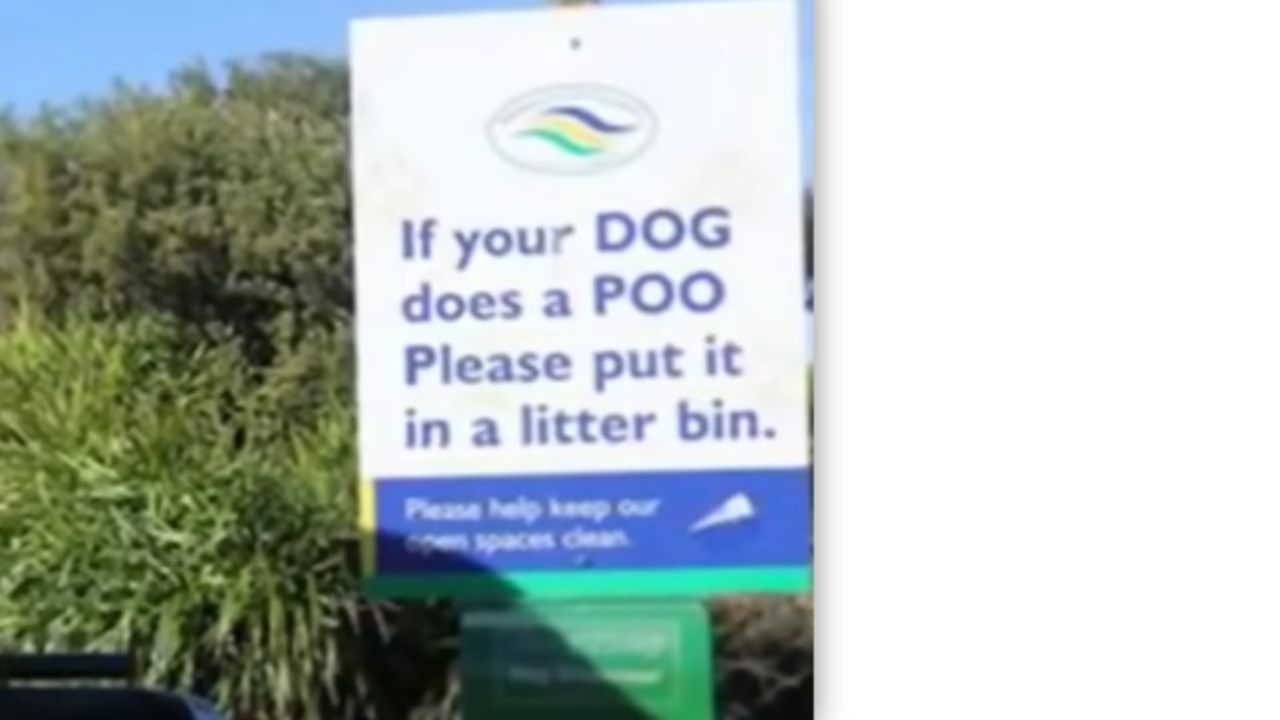 If your DOG
does a POO
Please put it
in a litter bin.
Please help keep our
open spaces clean.